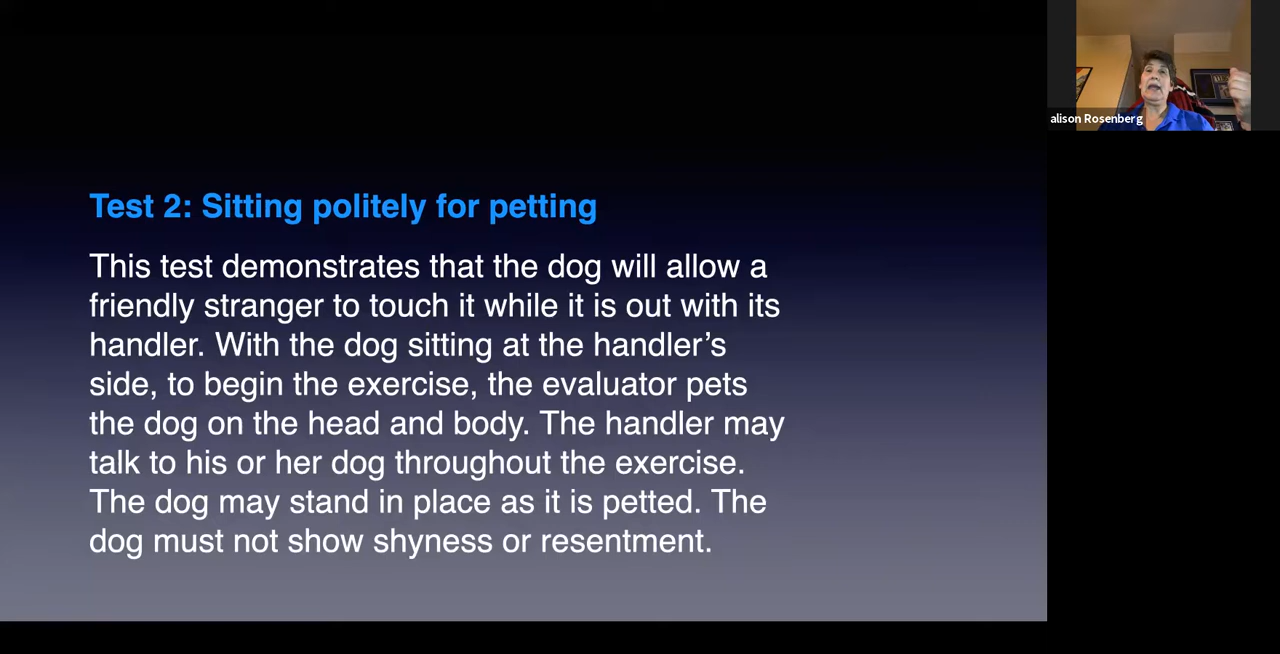 Test 2: Sitting politely for petting
This test demonstrates that the dog will allow a
friendly stranger to touch it while it is out with its
handler. With the dog sitting at the handler’s
side, to begin the exercise, the evaluator pets
the dog on the head and body. The handler may
talk to his or her dog throughout the exercise.
The dog may stand in place as it is petted. The
dog must not show shyness or resentment.
alison Rosenberg